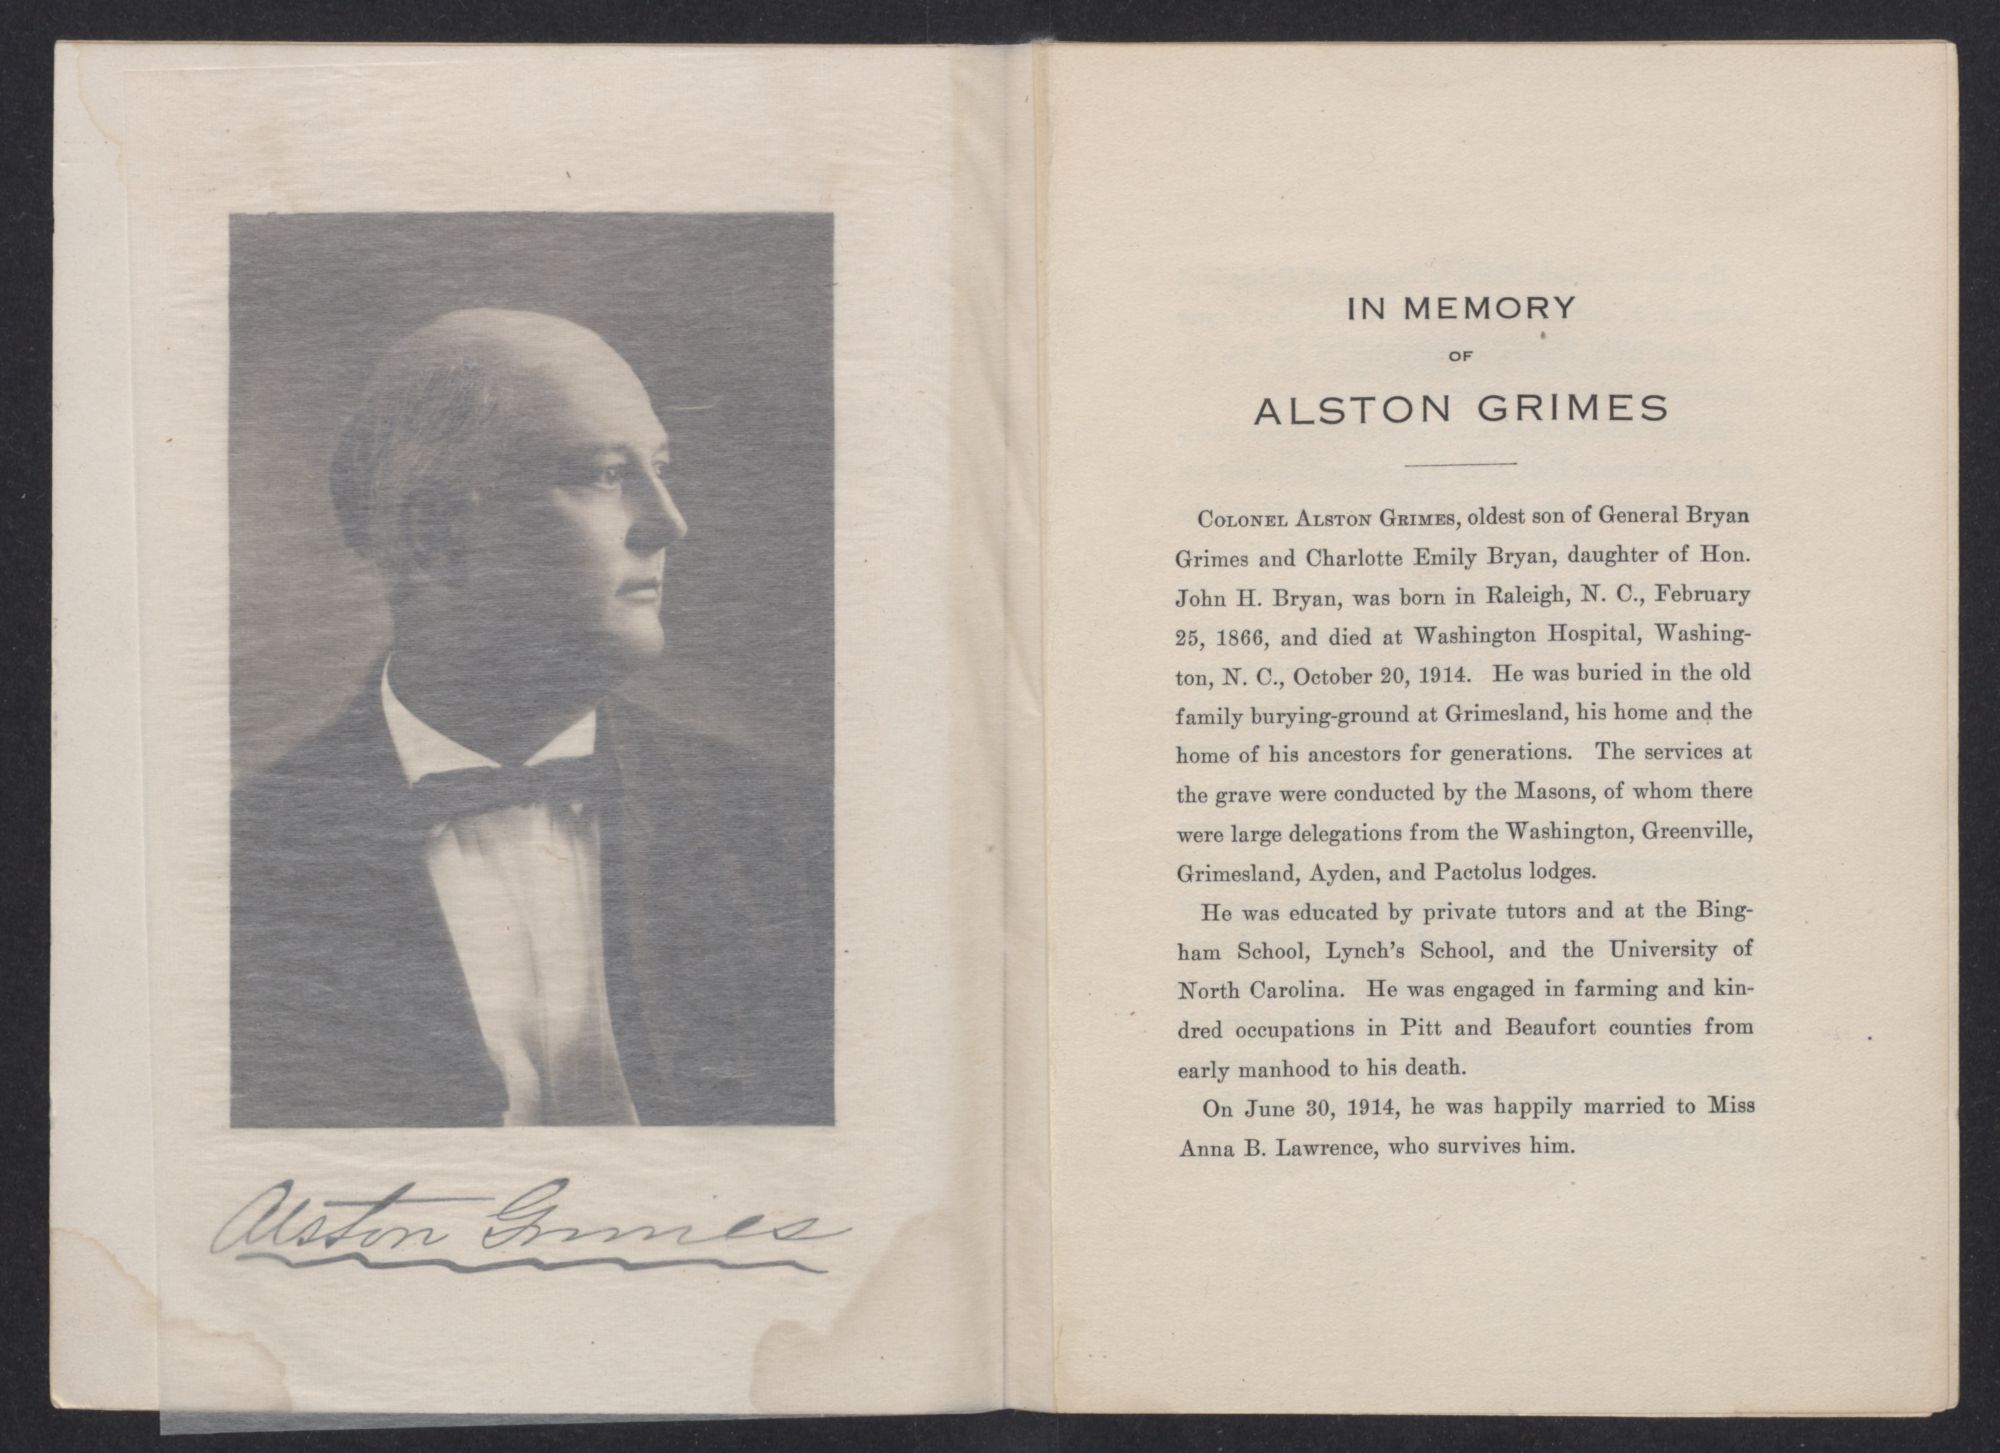 Alston Grimes
IN MEMORY
OF
ALSTON GRIMES
COLONEL ALSTON GRIMES, oldest son of General Bryan
Grimes and Charlotte Emily Bryan, daughter of Hon.
John H. Bryan, was born in Raleigh, N. C., February
25, 1866, and died at Washington Hospital, Washing-
ton, N. C., October 20, 1914. He was buried in the old
family burying-ground at Grimesland, his home and the
home of his ancestors for generations. The services at
the grave were conducted by the Masons, of whom there
were large delegations from the Washington, Greenville,
Grimesland, Ayden, and Pactolus lodges.
He was educated by private tutors and at the Bing-
ham School, Lynch's School, and the University of
North Carolina. He was engaged in farming and kin-
dred occupations in Pitt and Beaufort counties from
early manhood to his death.
On June 30, 1914, he was happily married to Miss
Anna B. Lawrence, who survives him.